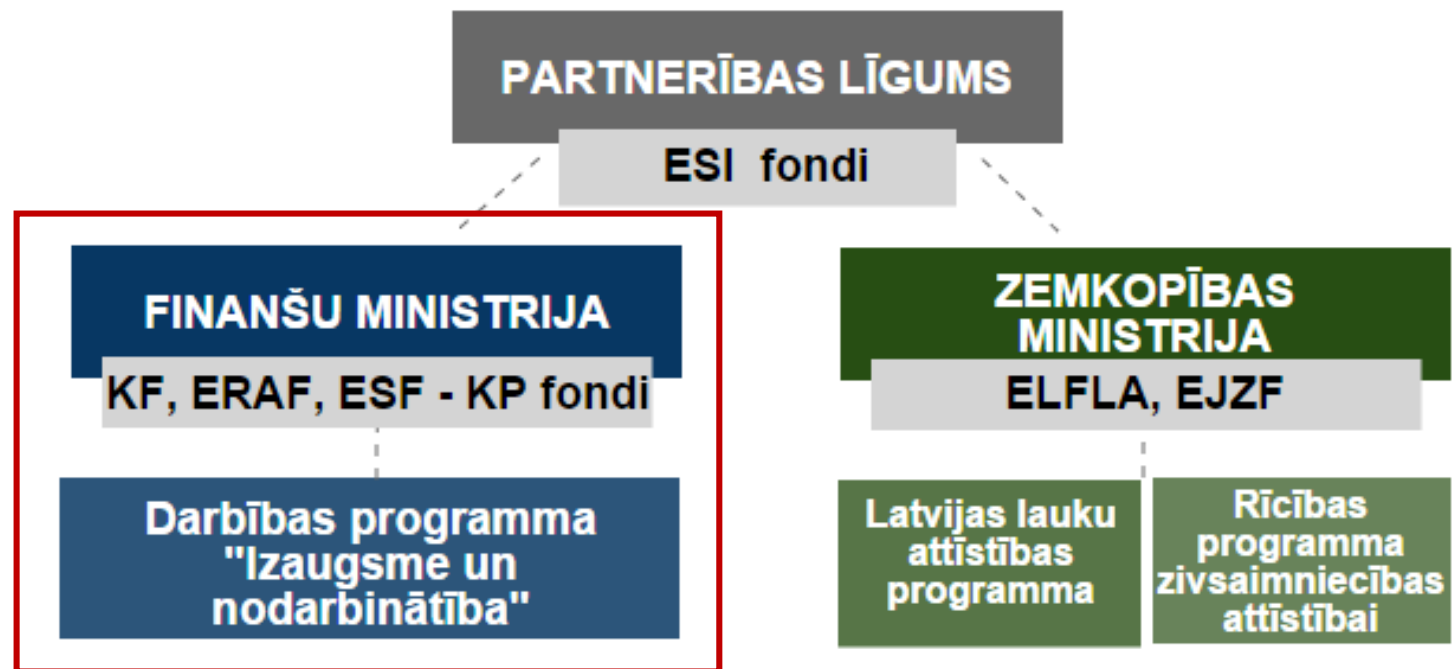 PARTNERĪBAS LĪGUMS
ESI fondi
FINANŠU MINISTRIJA
KF, ERAF, ESF - KP fondi
Darbības programma
"Izaugsme un
nodarbinātība"
ZEMKOPĪBAS
MINISTRIJA
ELFLA, EJZF
Latvijas lauku
attīstības
programma
Rīcības
programma
zivsaimniecības
attīstībai